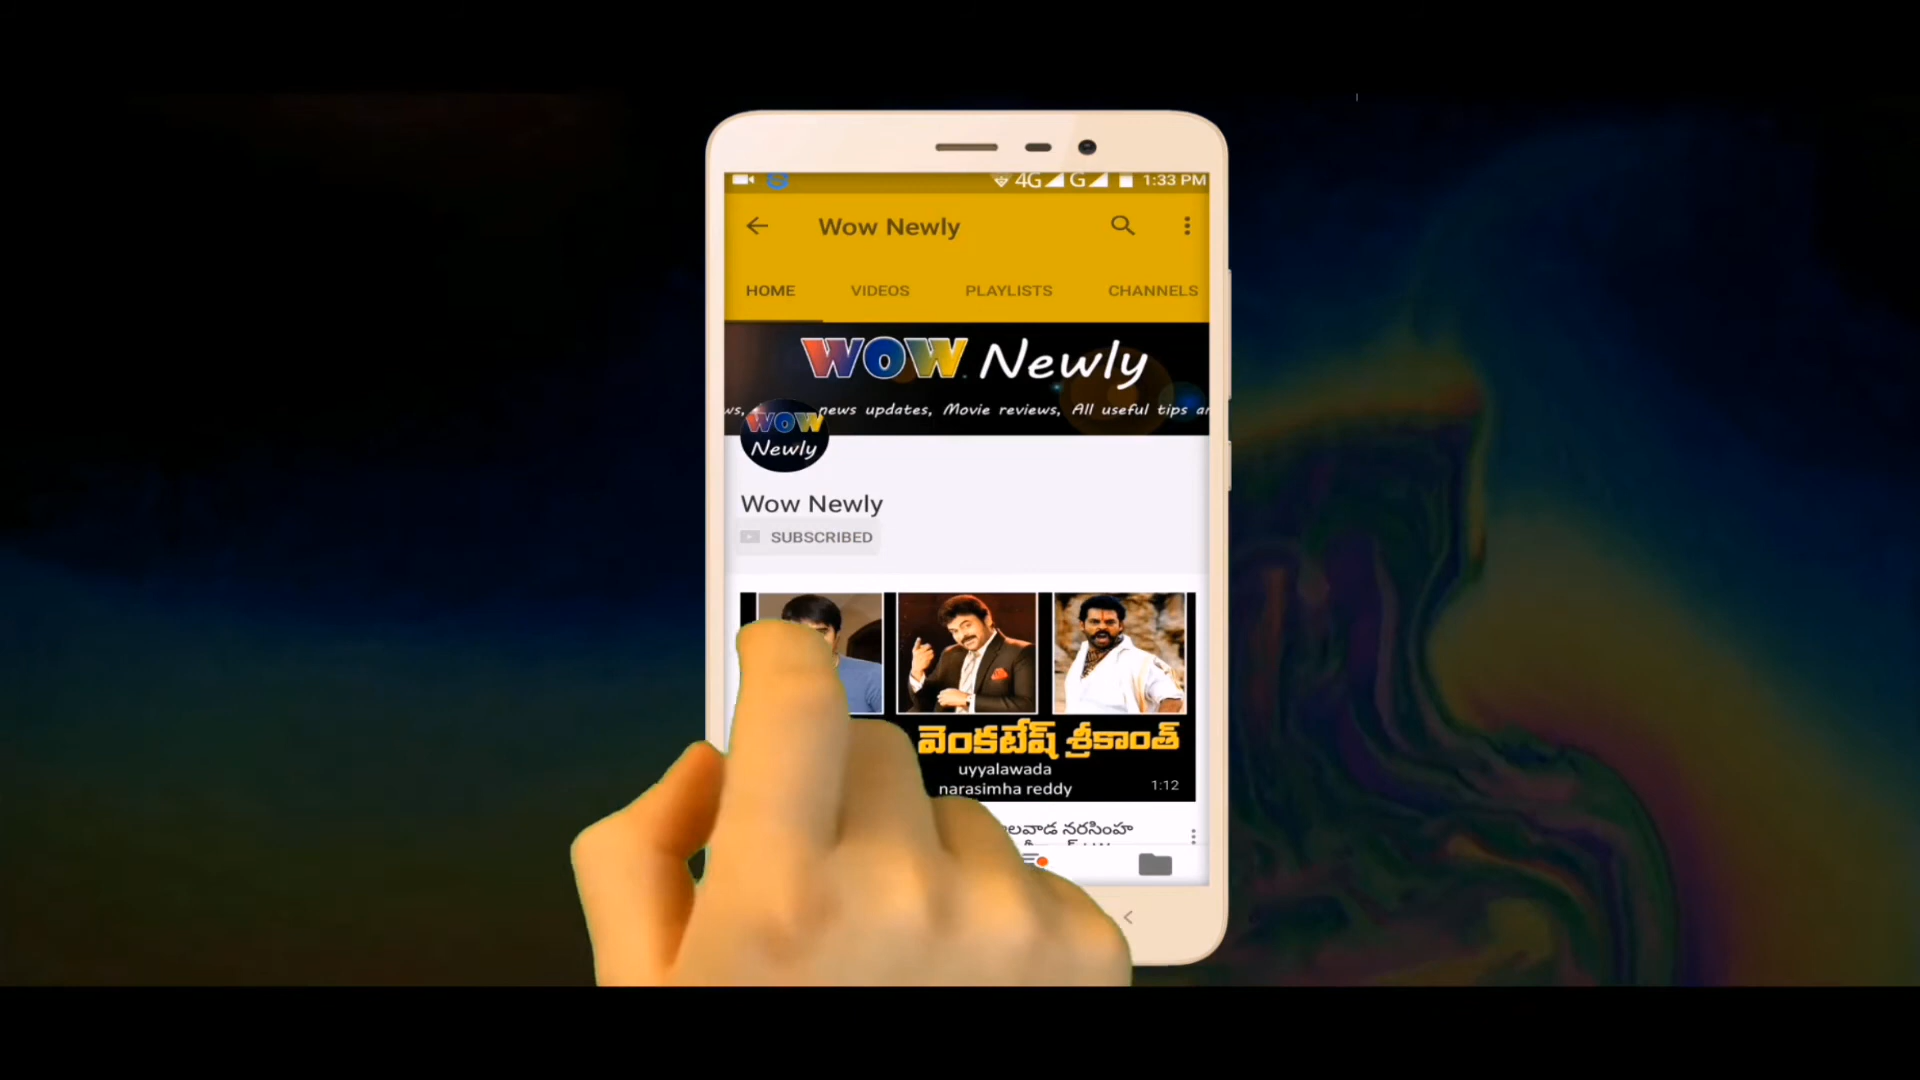 4G G 1:33 PM
Wow Newly
HOME VIDEOS PLAYLISTS CHANNELS
WOW Newly
news updates, Movie reviews, All useful tips
WOW
Newly
Wow Newly
SUBSCRIBED
వెంకటేష్ శ్రీకాంత్
uyyalawada
narasimha reddy
1:12
నరసింహ